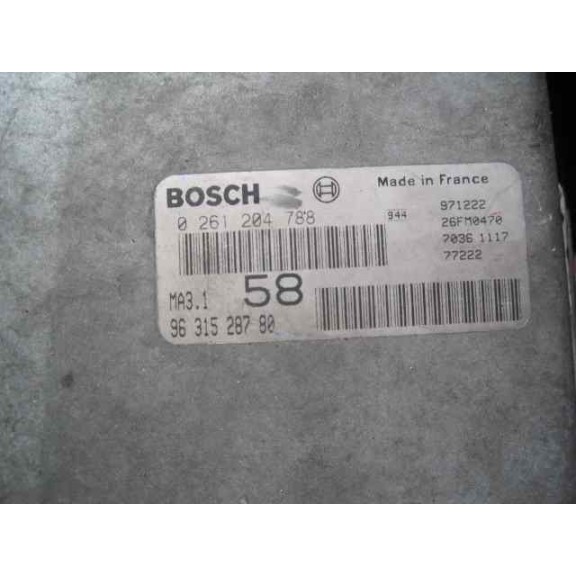 BOSCH
Made in France
0 261 204 788
944
971222
26FM0470
7036 1117
77222
MA3.1
58
96 315 287 80